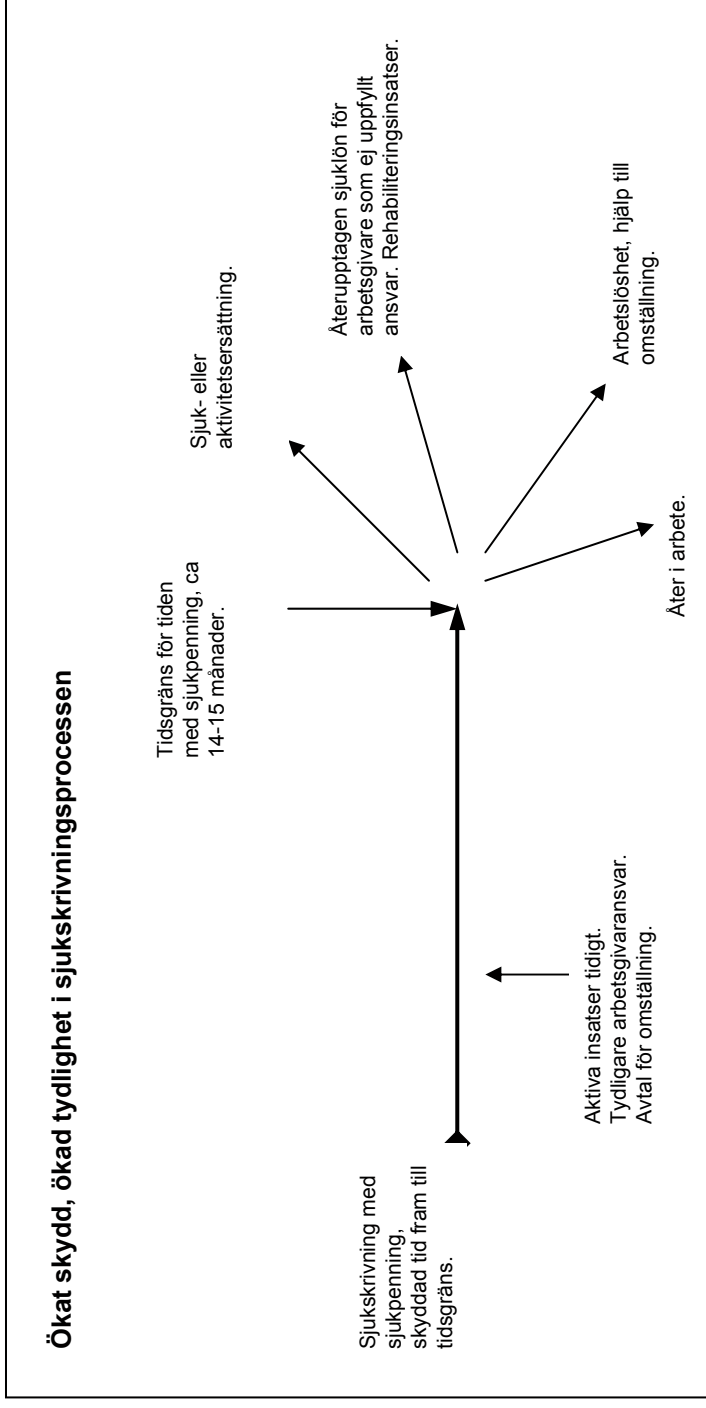 Ökat skydd, ökad tydlighet i sjukskrivningsprocessen
Sjukskrivning med
sjukpenning,
skyddad tid fram till
tidsgräns.
Aktiva insatser tidigt.
Tydligare arbetsgivaransvar.
Avtal för omställning.
Tidsgräns för tiden
med sjukpenning, ca
14-15 månader.
Sjuk- eller
aktivitetsersättning.
Återupptagen sjuklön för
arbetsgivare som ej uppfyllt
ansvar. Rehabiliteringsinsatser.
Arbetslöshet, hjälp till
omställning.
Åter i arbete.